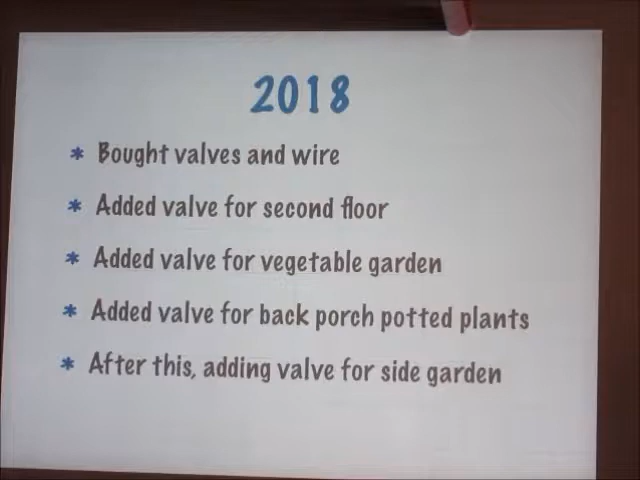 2018
* Bought valves and wire
* Added valve for second floor
* Added valve for vegetable garden
* Added valve for back porch potted plants
* After this, adding valve for side garden